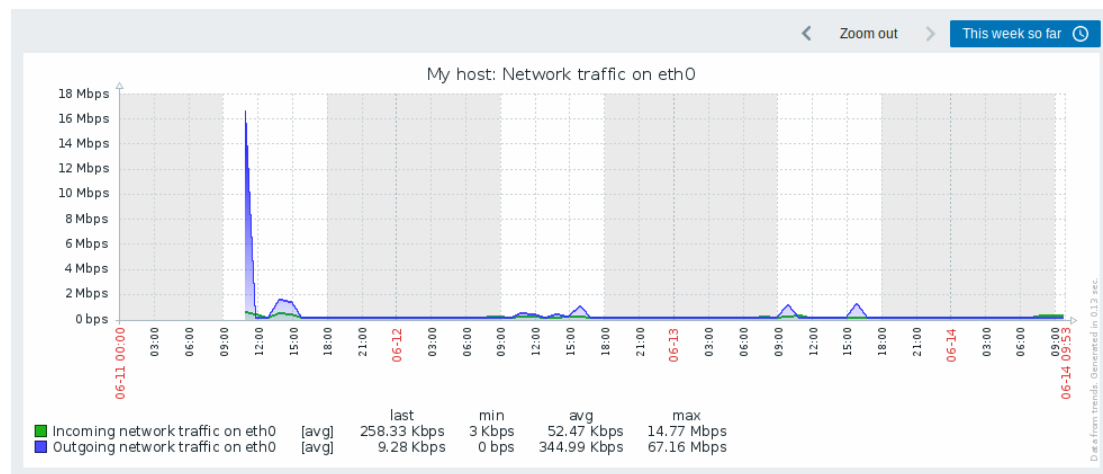 Zoom out
This week so far
My host: Network traffic on eth0
18 Mbps
16 Mbps
14 Mbps
12 Mbps
10 Mbps
8 Mbps
6 Mbps
4 Mbps
2 Mbps
0 bps
06-11 00:00
03:00
06:00
09:00
12:00
15:00
18:00
21:00
06-12
03:00
06:00
09:00
12:00
15:00
18:00
21:00
06-13
03:00
06:00
09:00
12:00
15:00
18:00
21:00
06-14
03:00
06:00
09:00
06-14 09:53
last min avg max
Incoming network traffic on eth0 [avg] 258.33 Kbps 3 Kbps 52.47 Kbps 14.77 Mbps
Outgoing network traffic on eth0 [avg] 9.28 Kbps 0 bps 344.99 Kbps 67.16 Mbps
Data from trends. Generated in 0.13 sec.